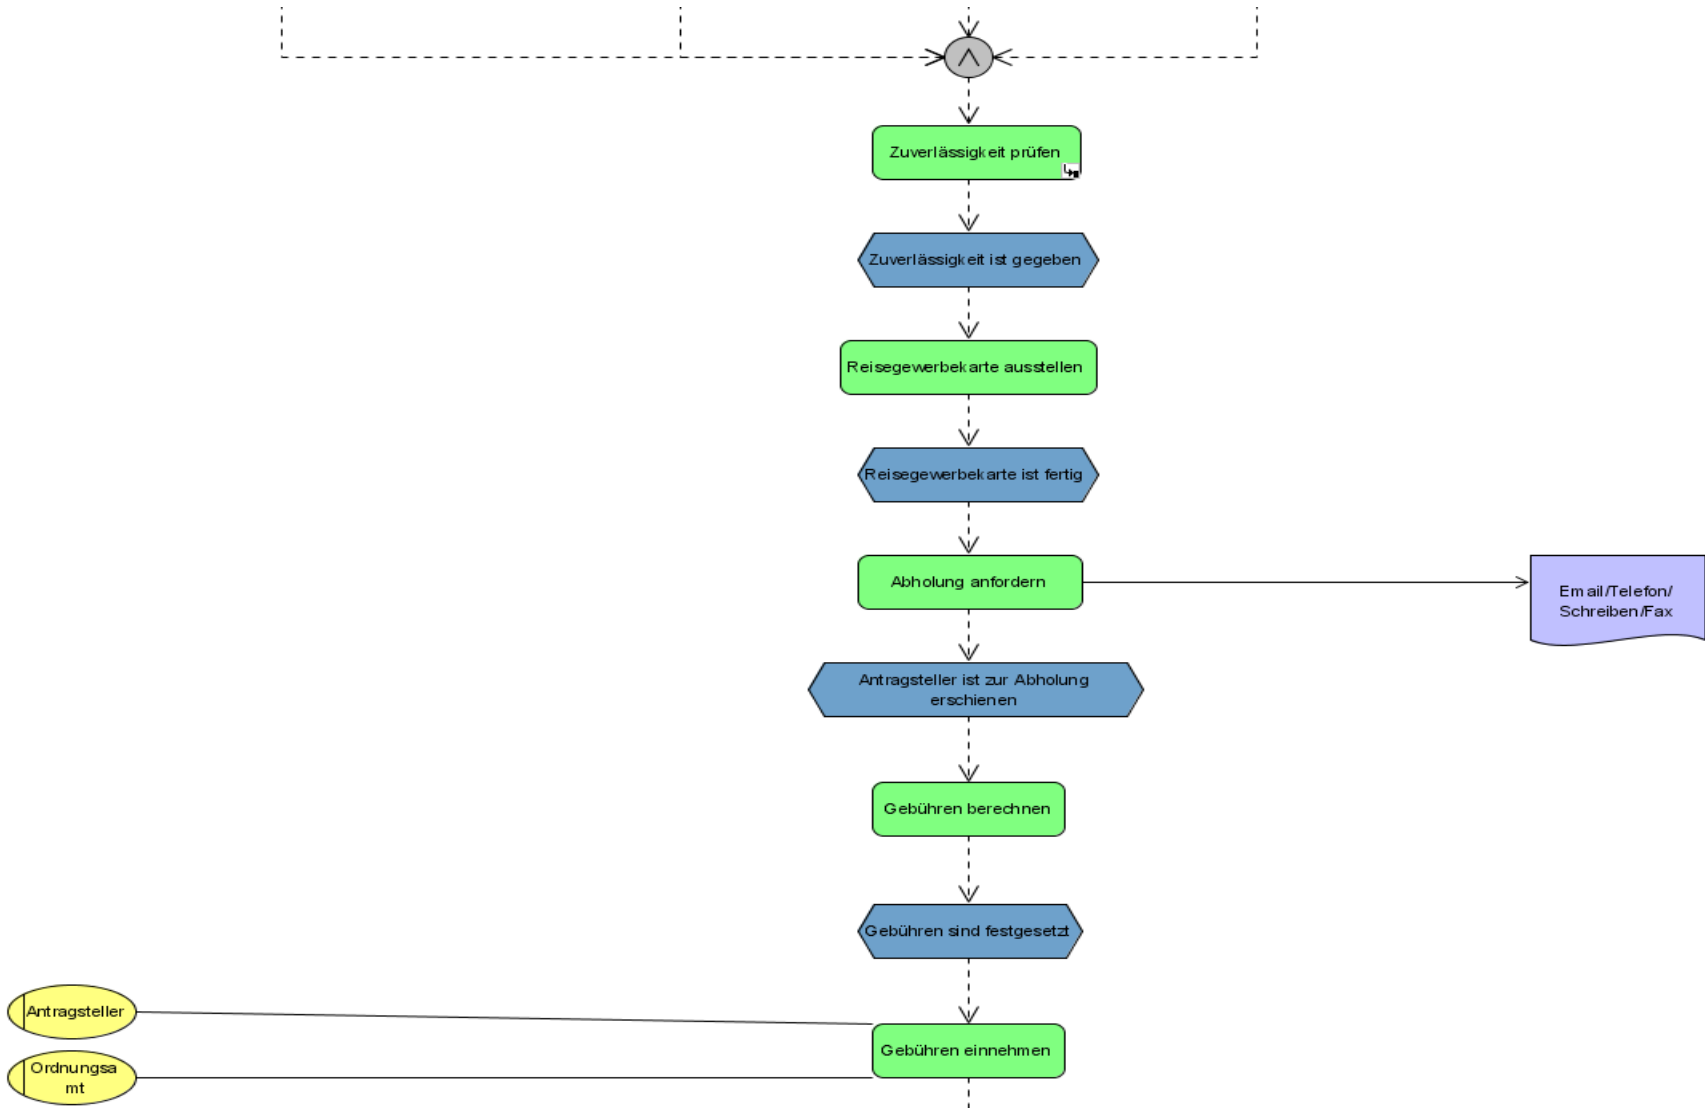 Zuverlässigkeit prüfen
Zuverlässigkeit ist gegeben
Reisegewerbekarte ausstellen
Reisegewerbekarte ist fertig
Abholung anfordern
Email/Telefon/
Schreiben/Fax
Antragsteller ist zur Abholung
erschienen
Gebühren berechnen
Gebühren sind festgesetzt
Antragsteller
Gebühren einnehmen
Ordnungsa
mt